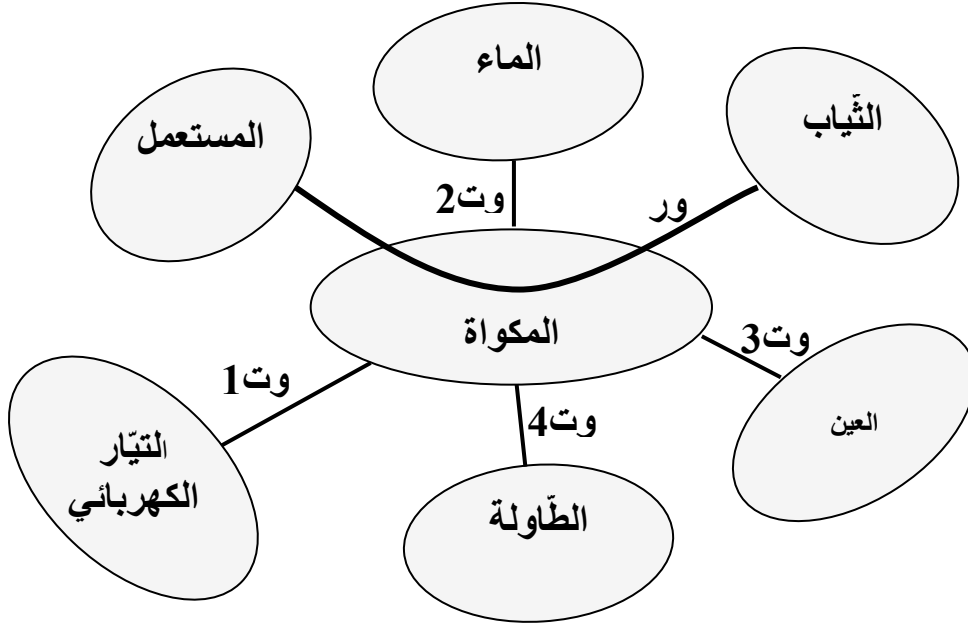 الماء
الثّياب
المستعمل
وت2
ور
المكواة
وت3
وت1
العين
وت4
التيّار
الكهربائي
الطّاولة